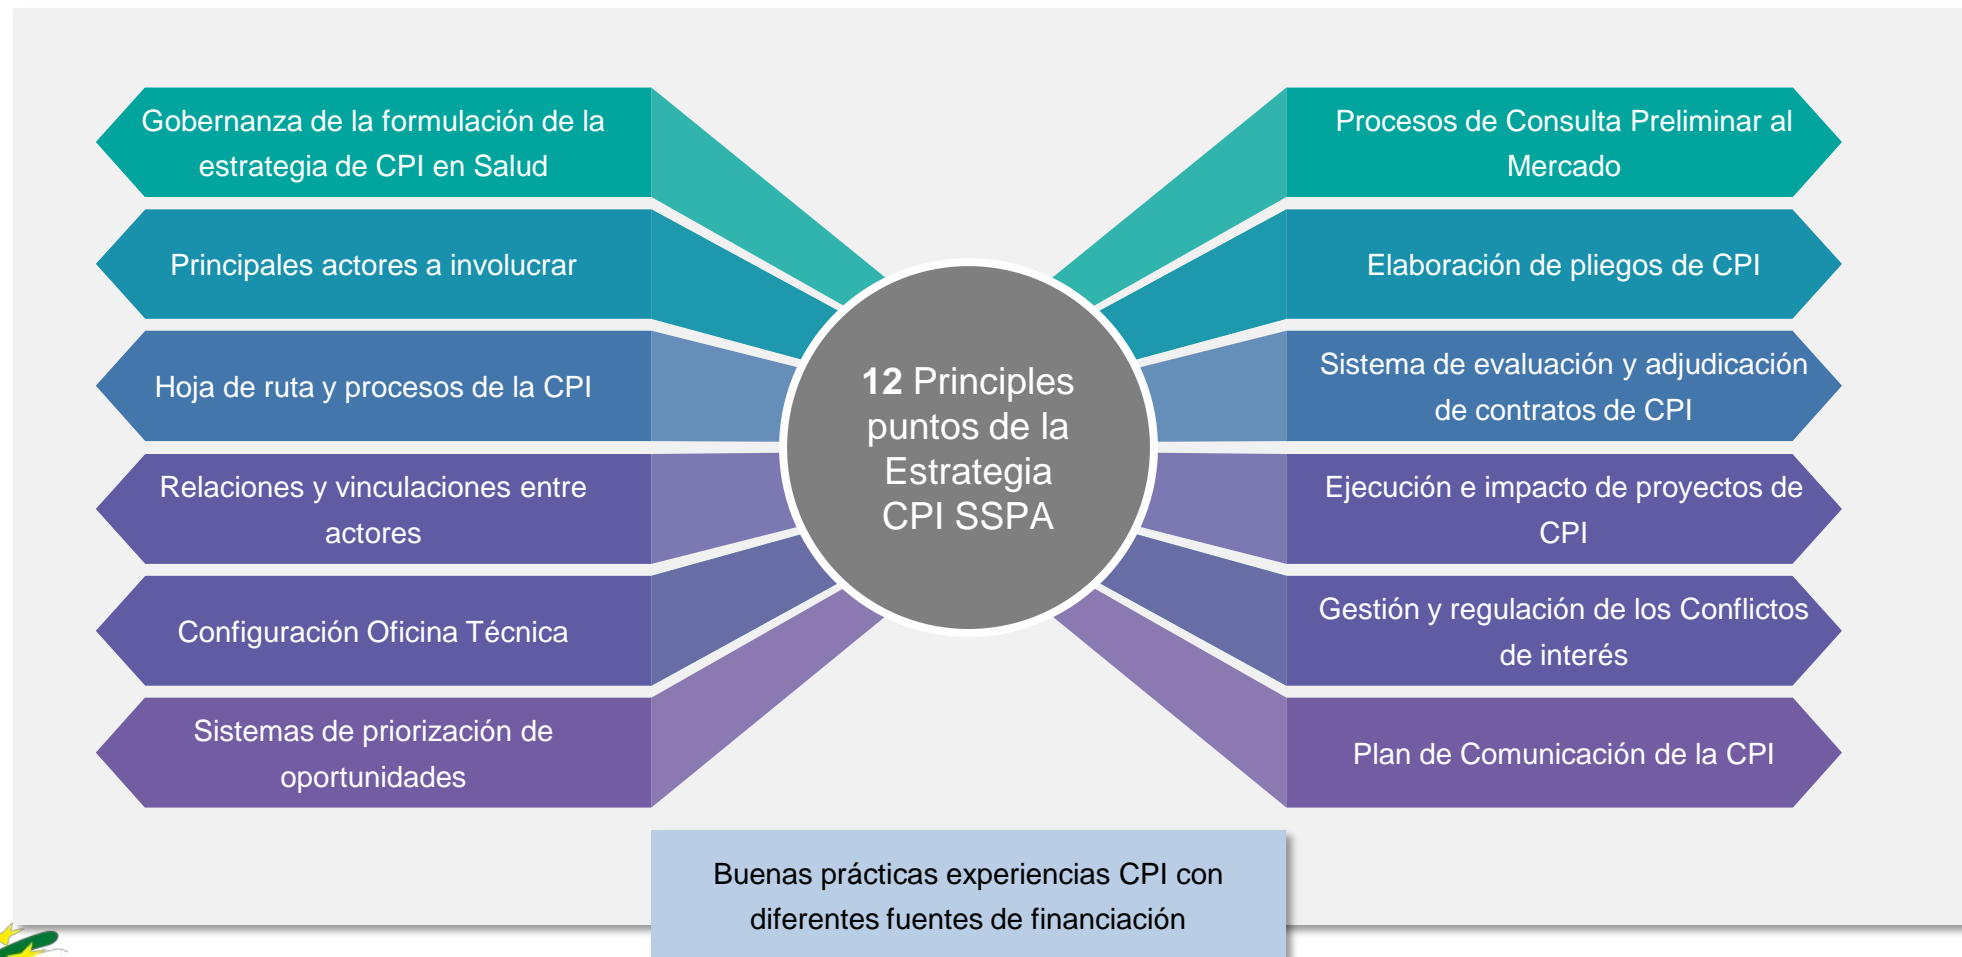 Gobernanza de la formulación de la
estrategia de CPI en Salud
Principales actores a involucrar
Hoja de ruta y procesos de la CPI
Relaciones y vinculaciones entre
actores
Configuración Oficina Técnica
Sistemas de priorización de
oportunidades
12 Principles
puntos de la
Estrategia
CPI SSPA
Procesos de Consulta Preliminar al
Mercado
Elaboración de pliegos de CPI
Sistema de evaluación y adjudicación
de contratos de CPI
Ejecución e impacto de proyectos de
CPI
Gestión y regulación de los Conflictos
de interés
Plan de Comunicación de la CPI
Buenas prácticas experiencias CPI con
diferentes fuentes de financiación